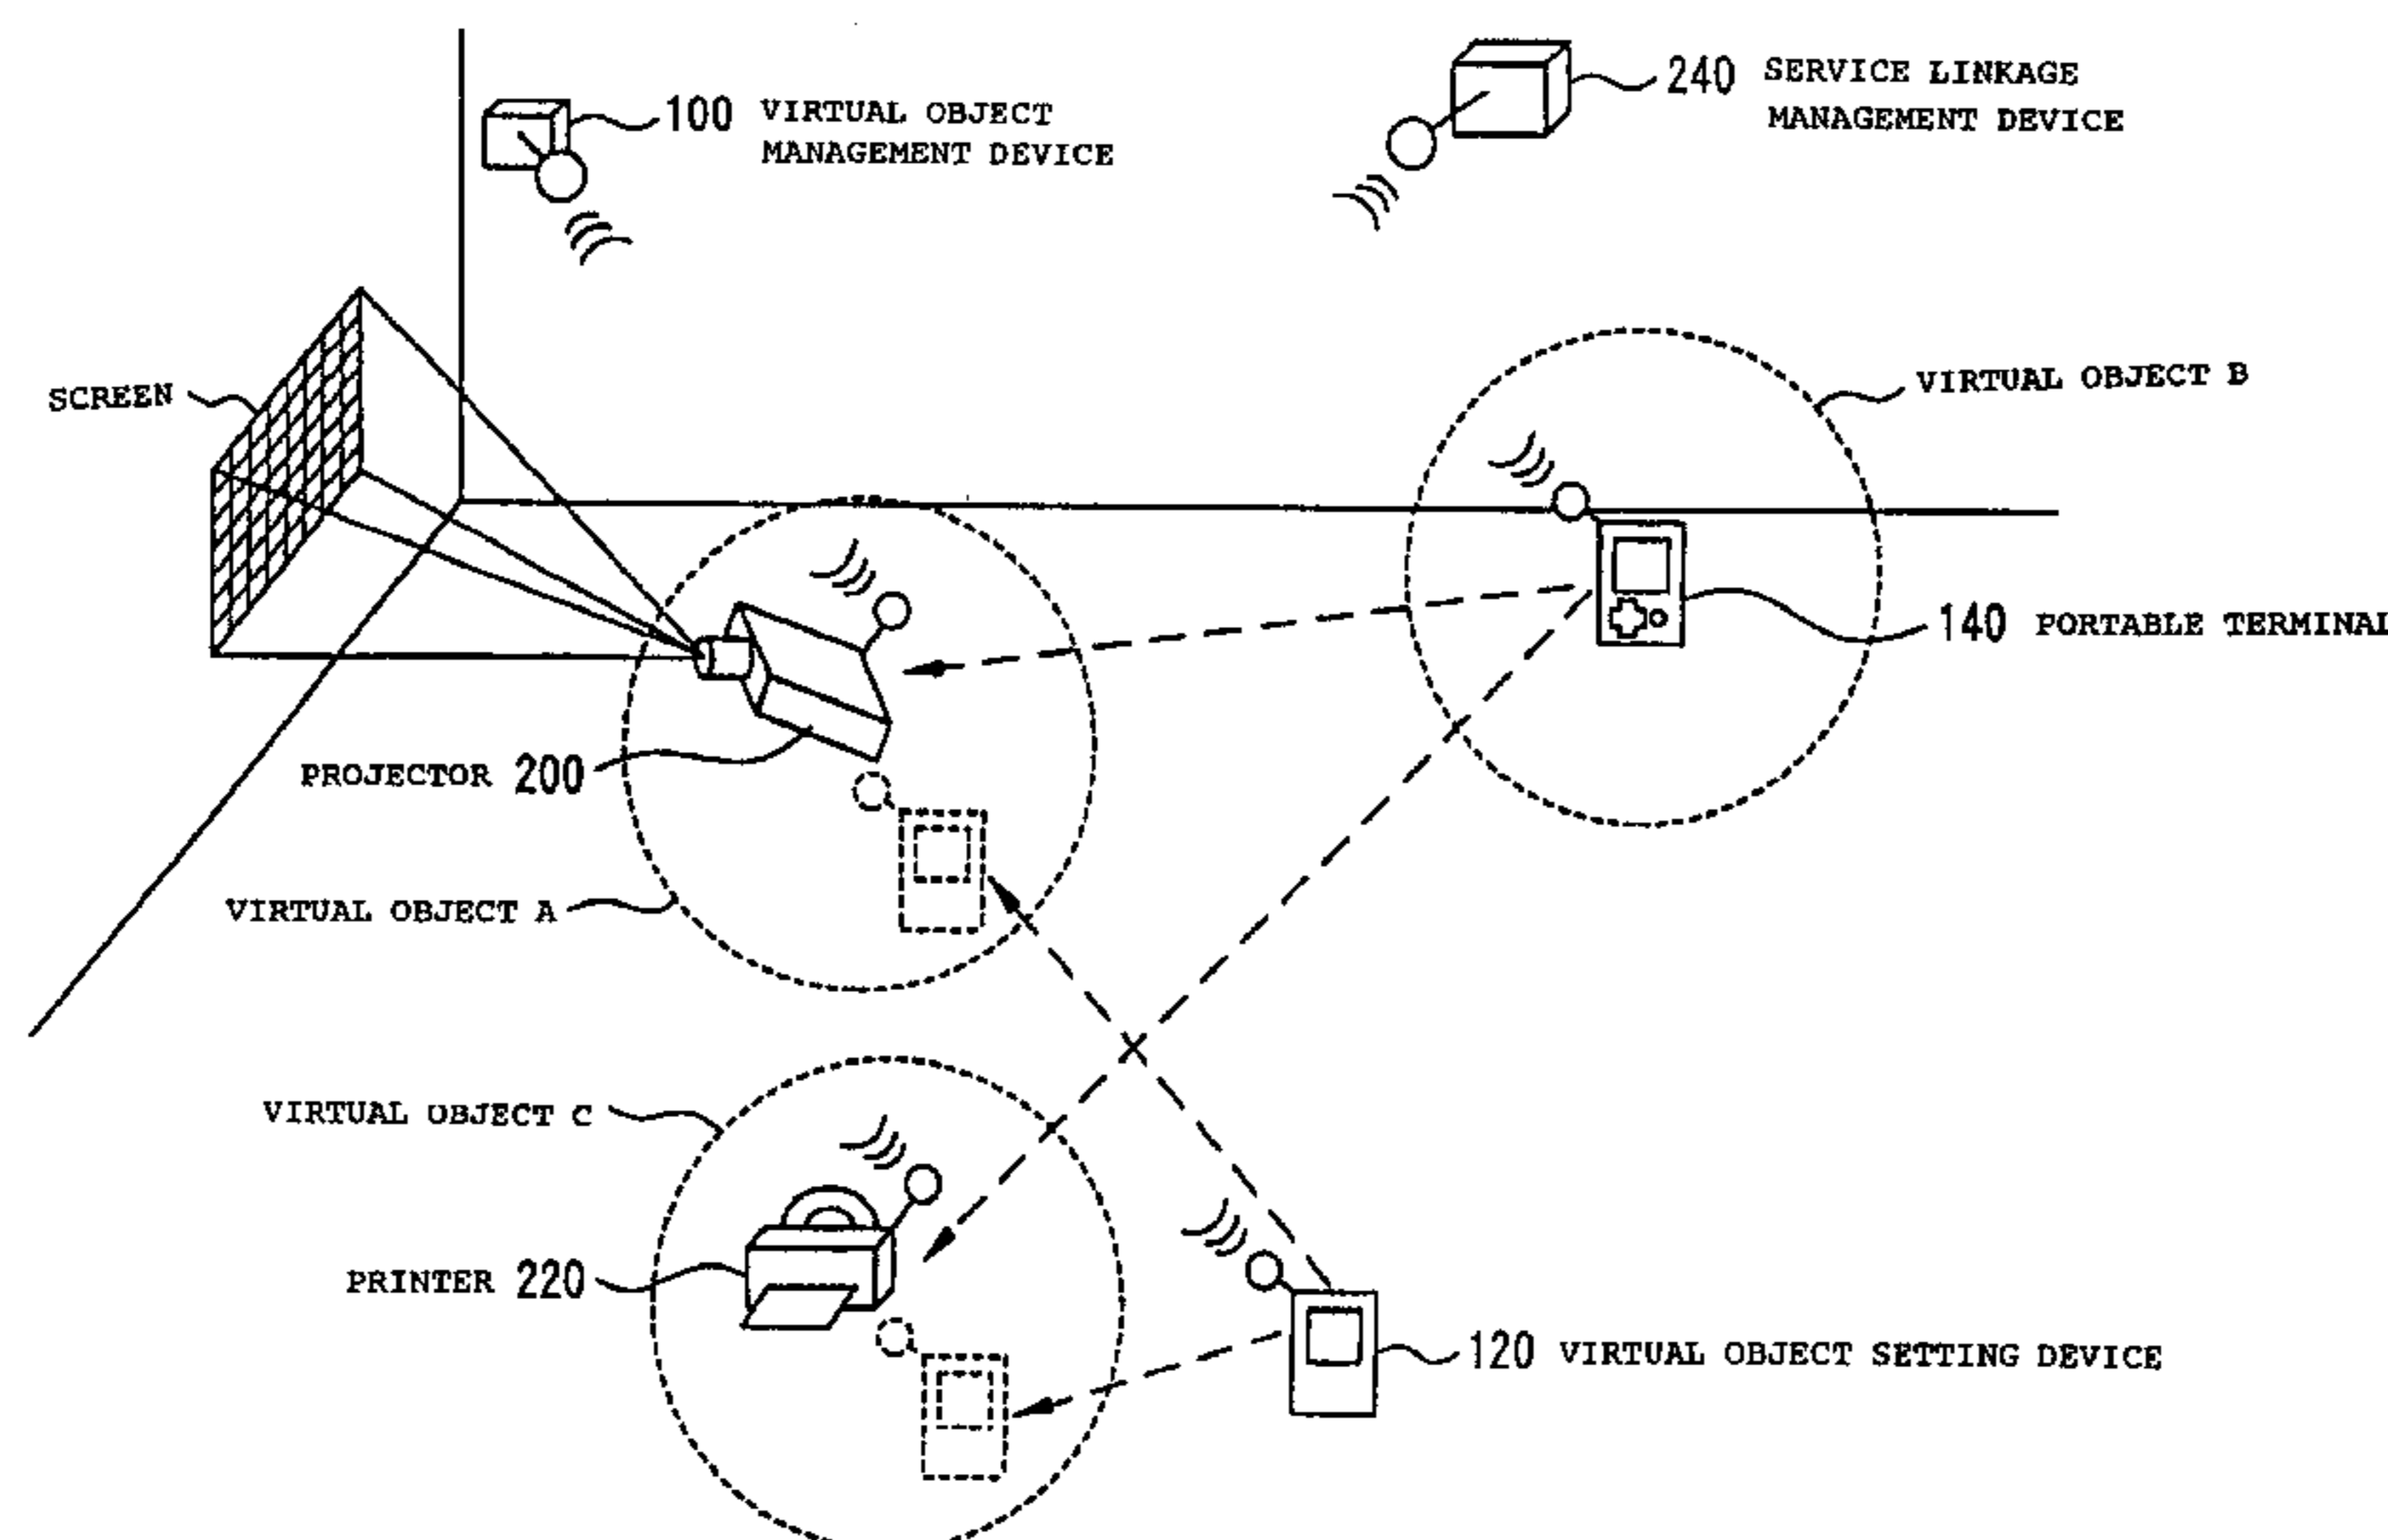 240 SERVICE LINKAGE
MANAGEMENT DEVICE
100 VIRTUAL OBJECT
MANAGEMENT DEVICE
SCREEN
VIRTUAL OBJECT B
140 PORTABLE TERMINAL
PROJECTOR 200
VIRTUAL OBJECT A
VIRTUAL OBJECT C
PRINTER 220
120 VIRTUAL OBJECT SETTING DEVICE